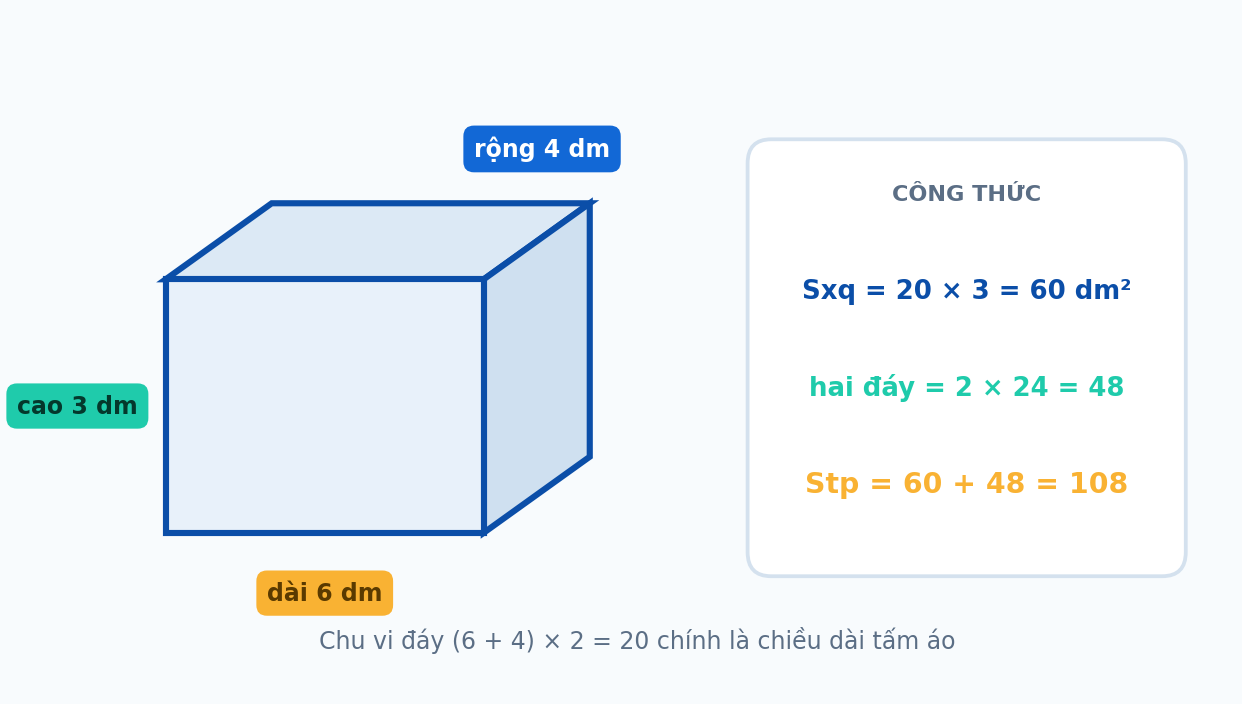 rộng 4 dm
CÔNG THỨC
Sxq = 20 × 3 = 60 dm²
hai đáy = 2 × 24 = 48
cao 3 dm
Stp = 60 + 48 = 108
dài 6 dm
Chu vi đáy (6 + 4) × 2 = 20 chính là chiều dài tấm áo